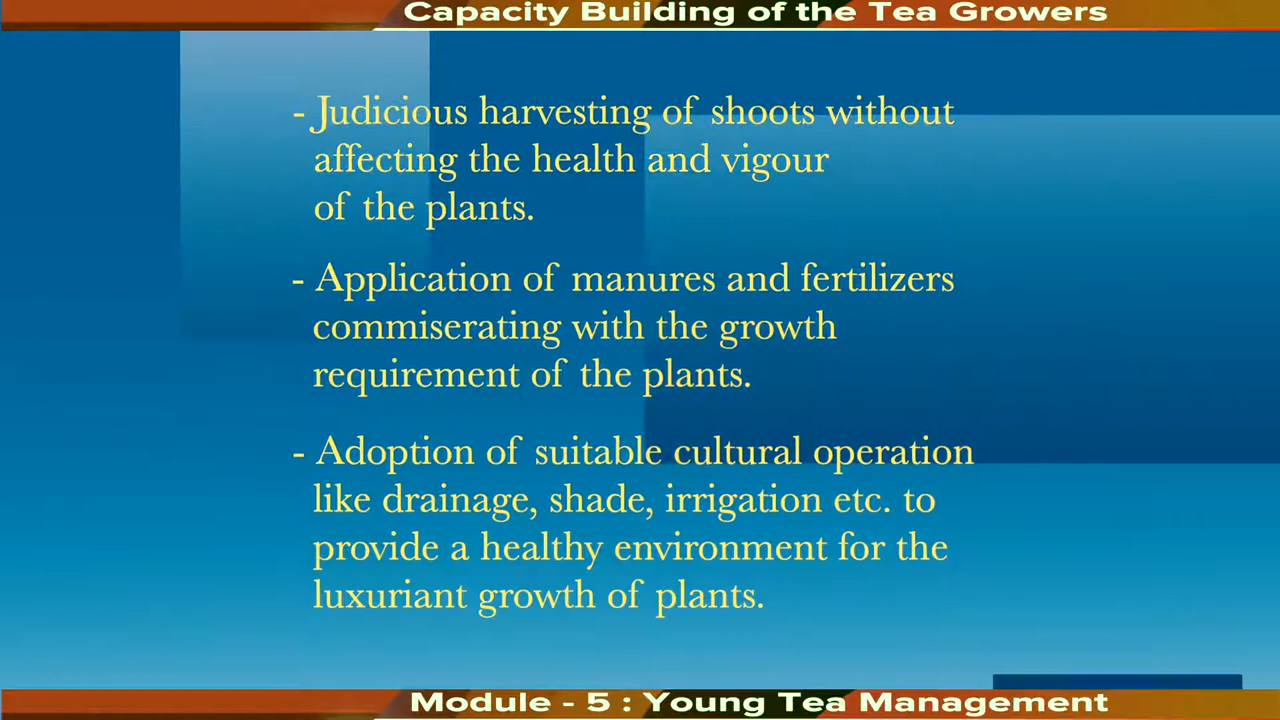 Capacity Building of the Tea Growers
- Judicious harvesting of shoots without
affecting the health and vigour
of the plants.
- Application of manures and fertilizers
commiserating with the growth
requirement of the plants.
- Adoption of suitable cultural operation
like drainage, shade, irrigation etc. to
provide a healthy environment for the
luxuriant growth of plants.
Module - 5 : Young Tea Management